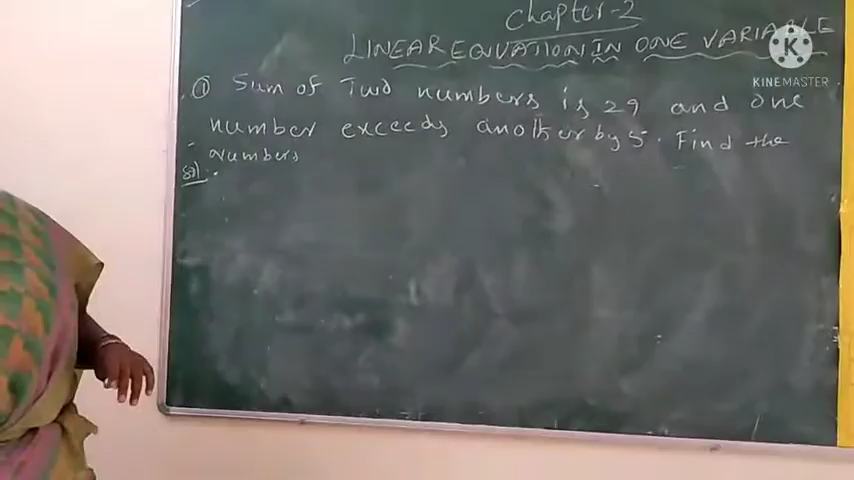 Chapter-2
LINEAR EQUATION IN ONE VARIABLE
K
KINEMASTER
① Sum of Two numbers is 29 and one
number exceeds another by 5. Find the
numbers
Sol: